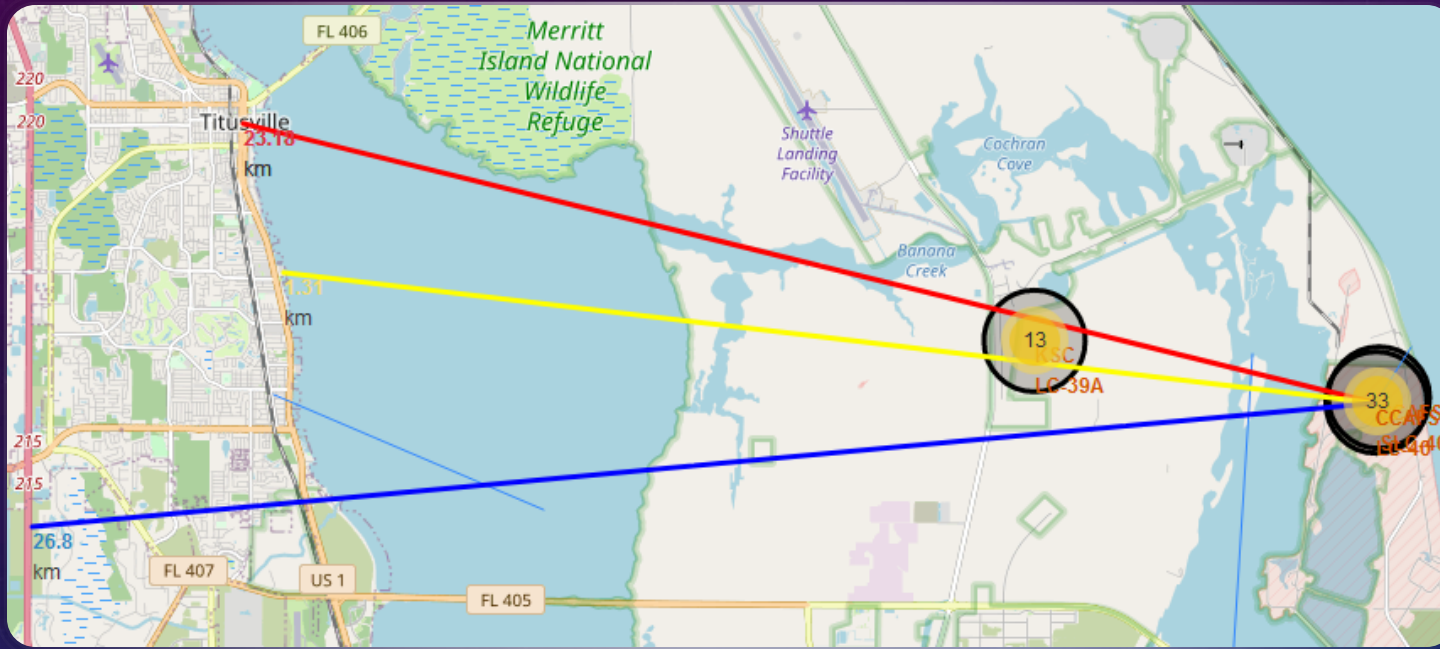 FL 406
Merritt
Island National
Wildlife
Refuge
220
220
Titusville
23.18
km
Shuttle
Landing
Facility
Cochran
Cove
Banana
Creek
1.31
km
13
KSC
LC-39A
33
215
215
26.8
km
FL 407
US 1
FL 405